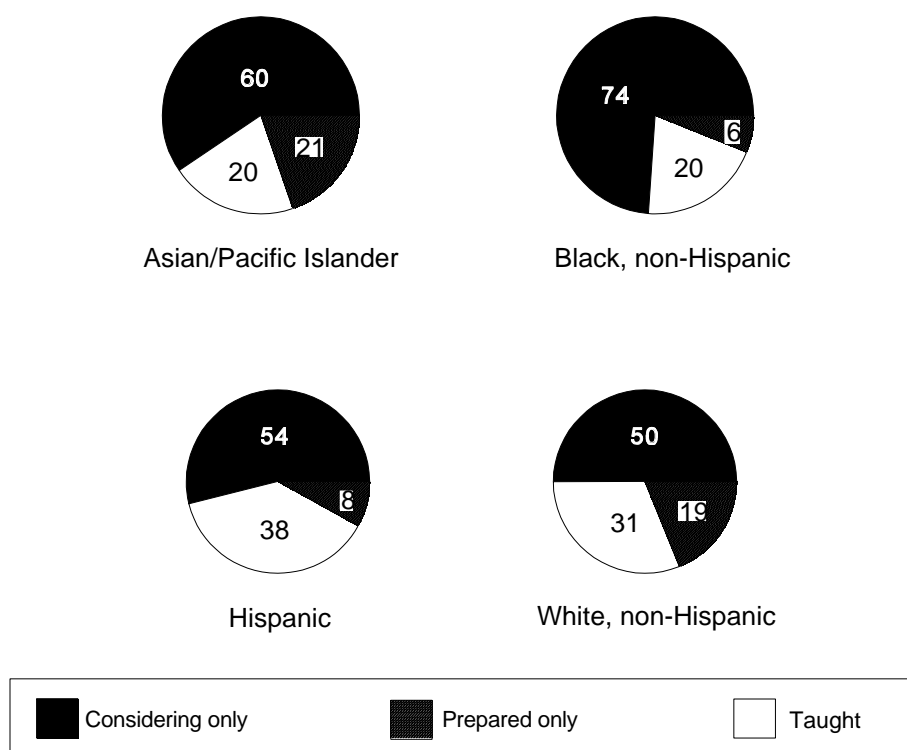 60
21
20
Asian/Pacific Islander
74
6
20
Black, non-Hispanic
54
8
38
Hispanic
50
19
31
White, non-Hispanic
Considering only
Prepared only
Taught